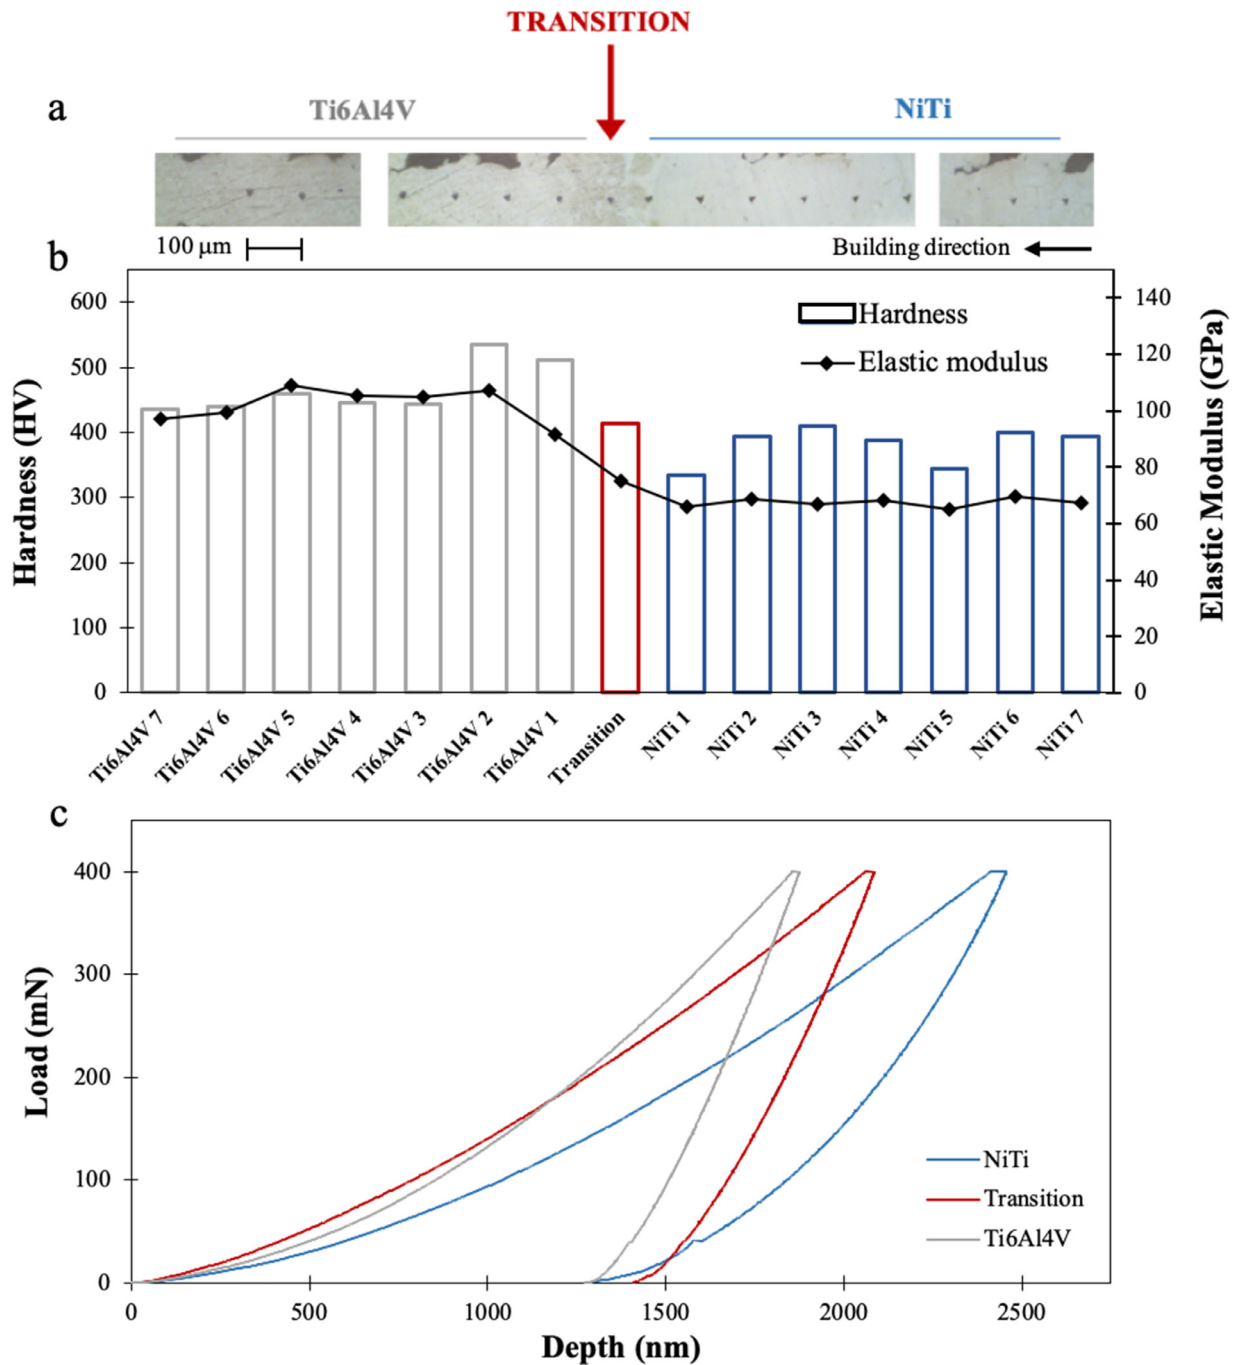 TRANSITION
a
Ti6Al4V
NiTi
100 μm
Building direction
b
Hardness (HV)
600
500
400
300
200
100
0
Hardness
Elastic modulus
140
120
100
80
60
40
20
0
Elastic Modulus (GPa)
Ti6Al4V 7
Ti6Al4V 6
Ti6Al4V 5
Ti6Al4V 4
Ti6Al4V 3
Ti6Al4V 2
Ti6Al4V 1
Transition
NiTi 1
NiTi 2
NiTi 3
NiTi 4
NiTi 5
NiTi 6
NiTi 7
c
Load (mN)
400
300
200
100
0
NiTi
Transition
Ti6Al4V
0
500
1000
1500
2000
2500
Depth (nm)